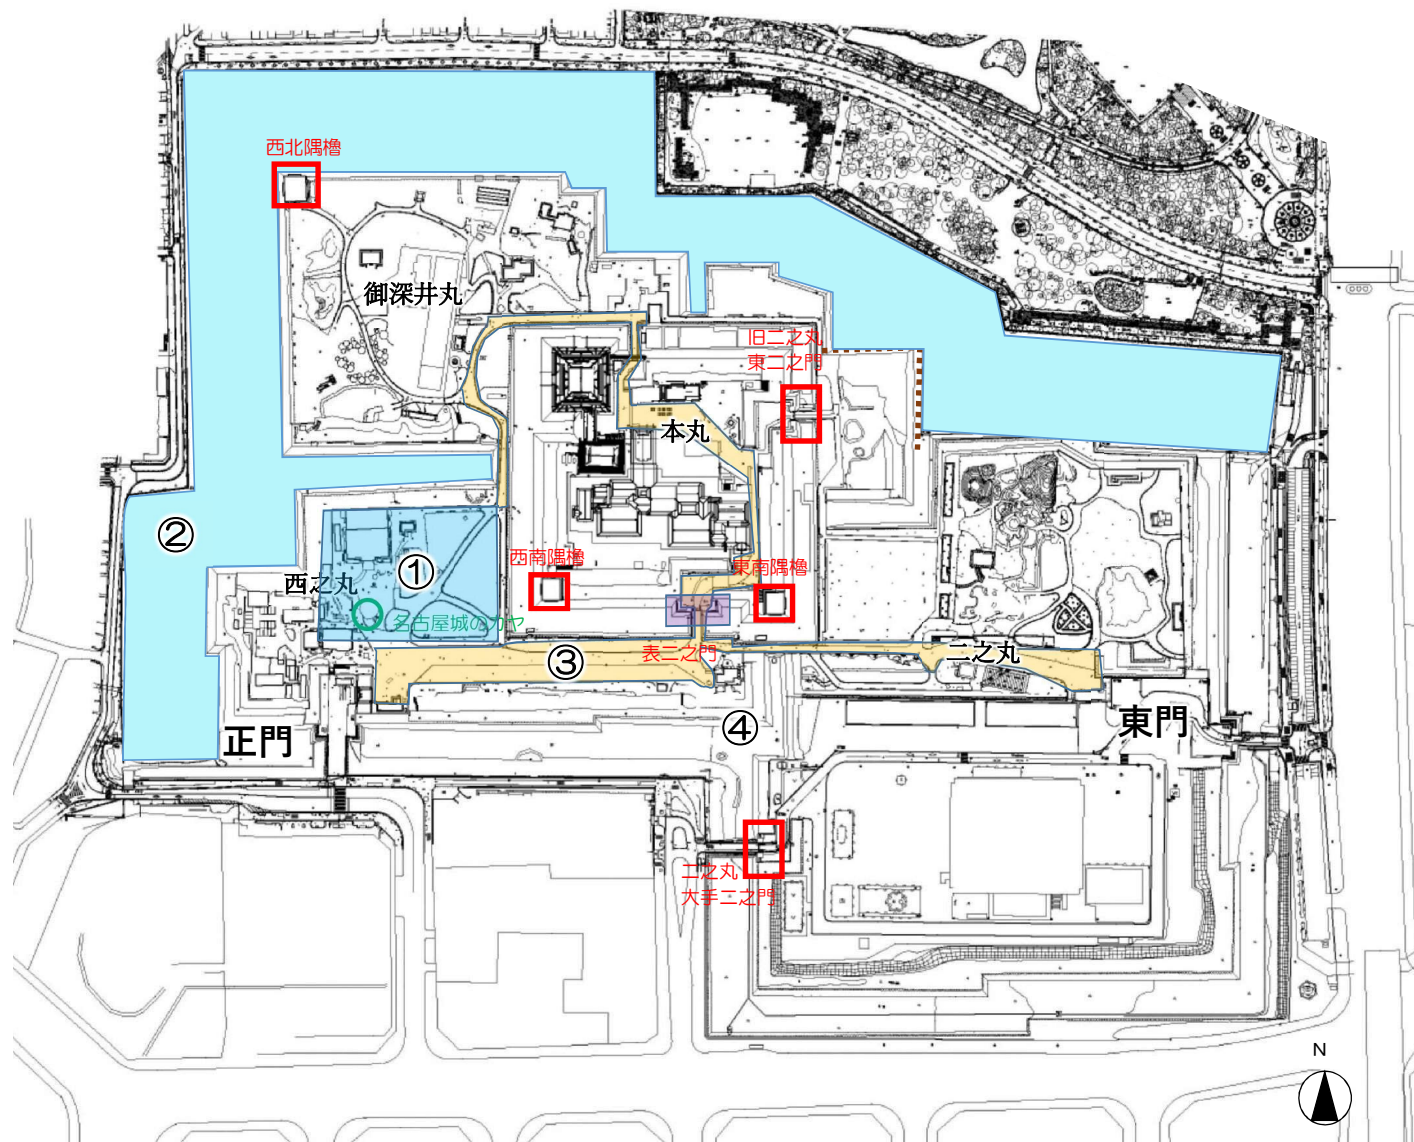 西北隅櫓
御深井丸
旧二之丸
東二之門
本丸
②
①
西之丸
西南隅櫓
東南隅櫓
名古屋城のカヤ
表二之門
③
二之丸
④
正門
東門
二之丸
大手二之門
N